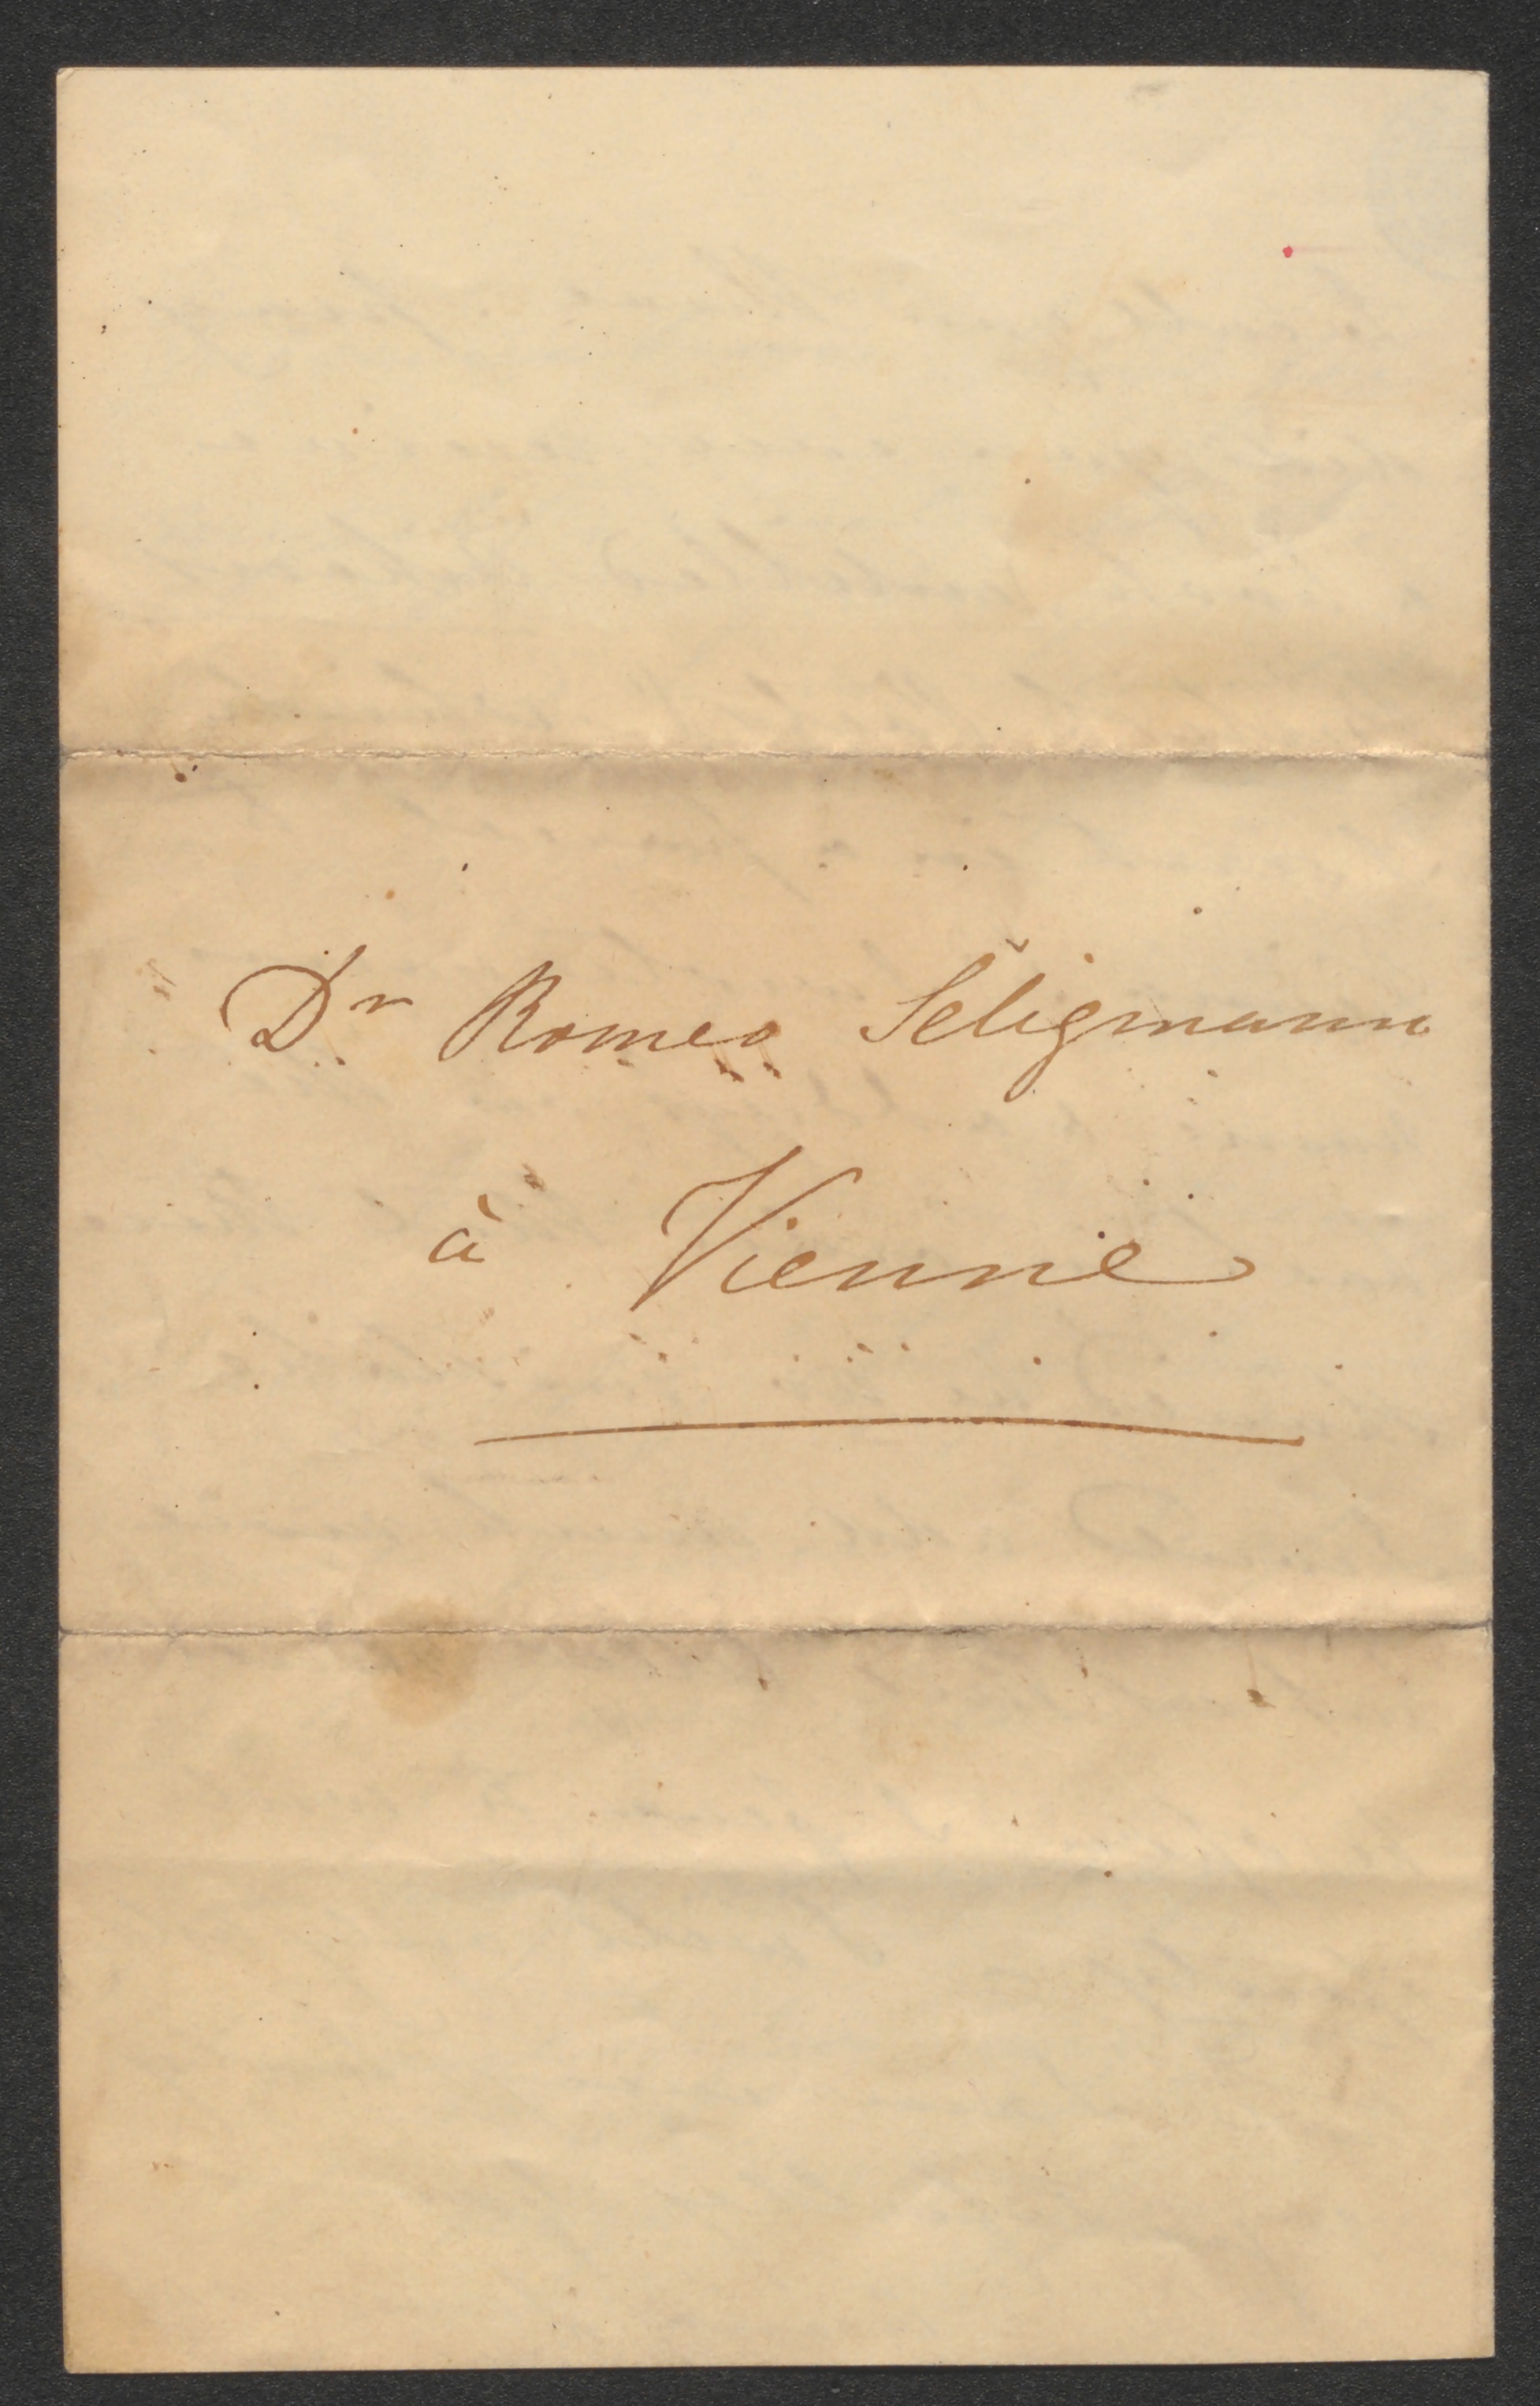 Dr Romeo Seligmann
à Vienne